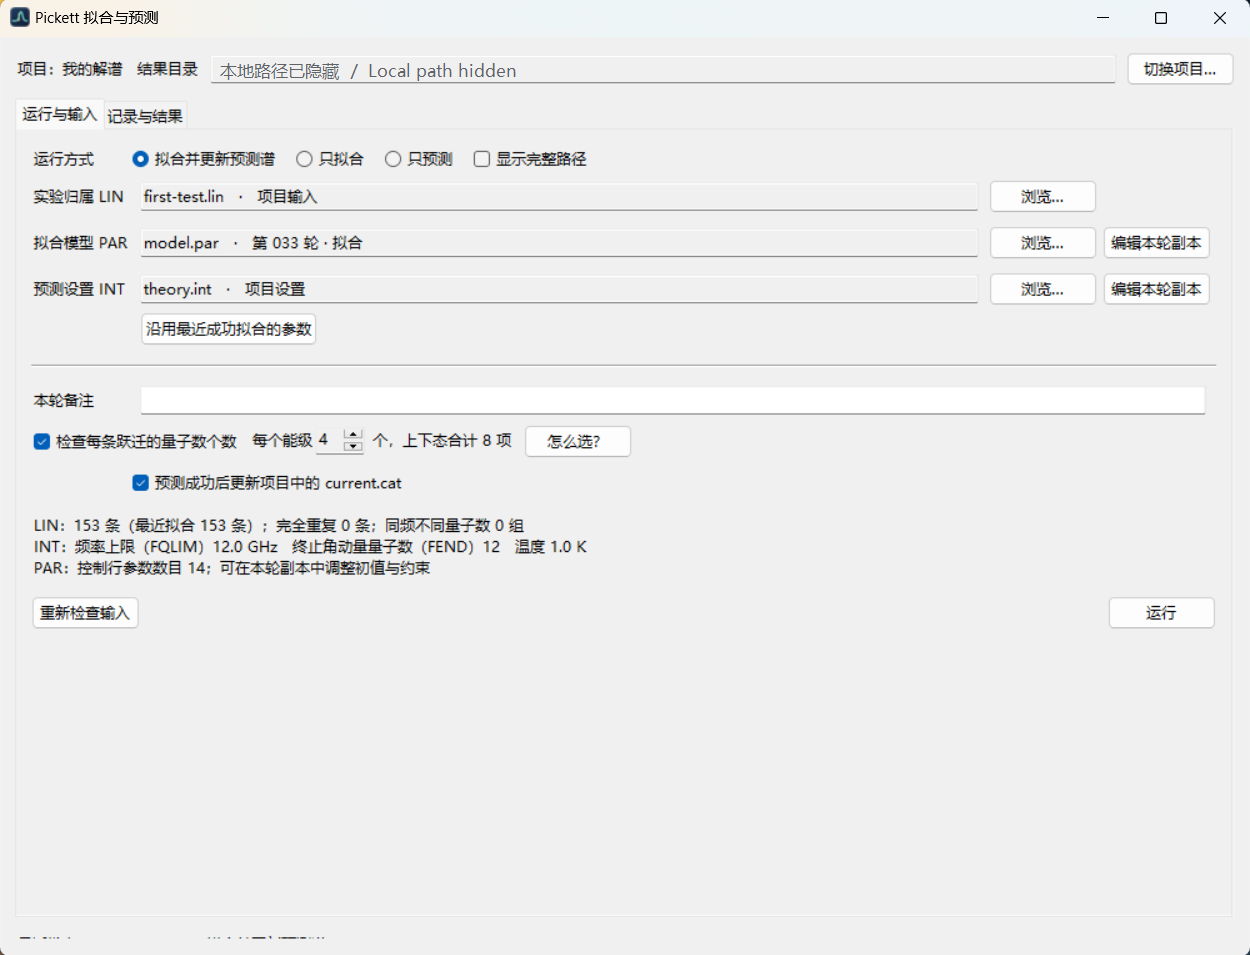 Pickett 拟合与预测
项目：我的解谱 结果目录 本地路径已隐藏 / Local path hidden 切换项目...
运行与输入 记录与结果
运行方式 拟合并更新预测谱 只拟合 只预测 显示完整路径
实验归属 LIN first-test.lin · 项目输入 浏览...
拟合模型 PAR model.par · 第 033 轮 · 拟合 浏览... 编辑本轮副本
预测设置 INT theory.int · 项目设置 浏览... 编辑本轮副本
沿用最近成功拟合的参数
本轮备注
检查每条跃迁的量子数个数 每个能级 4 个，上下态合计 8 项 怎么选?
预测成功后更新项目中的 current.cat
LIN：153 条（最近拟合 153 条）；完全重复 0 条；同频不同量子数 0 组
INT：频率上限（FQLIM）12.0 GHz 终止角动量量子数（FEND）12 温度 1.0 K
PAR：控制行参数数目 14；可在本轮副本中调整初值与约束
重新检查输入 运行